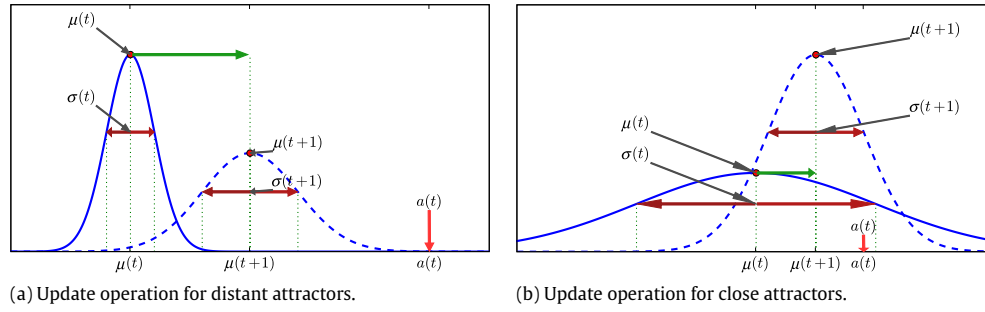 μ(t)
σ(t)
μ(t+1)
σ(t+1)
a(t)
μ(t) μ(t+1) a(t)
(a) Update operation for distant attractors.
μ(t+1)
σ(t+1)
μ(t)
σ(t)
a(t)
μ(t) μ(t+1) a(t)
(b) Update operation for close attractors.